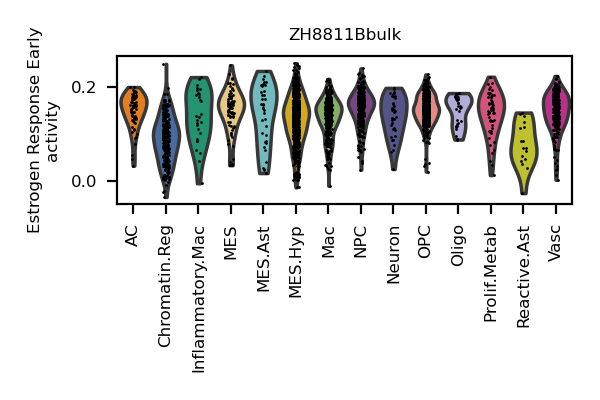 ZH8811Bbulk
Estrogen Response Early
activity
0.2
0.0
AC
Chromatin.Reg
Inflammatory.Mac
MES
MES.Ast
MES.Hyp
Mac
NPC
Neuron
OPC
Oligo
Prolif.Metab
Reactive.Ast
Vasc